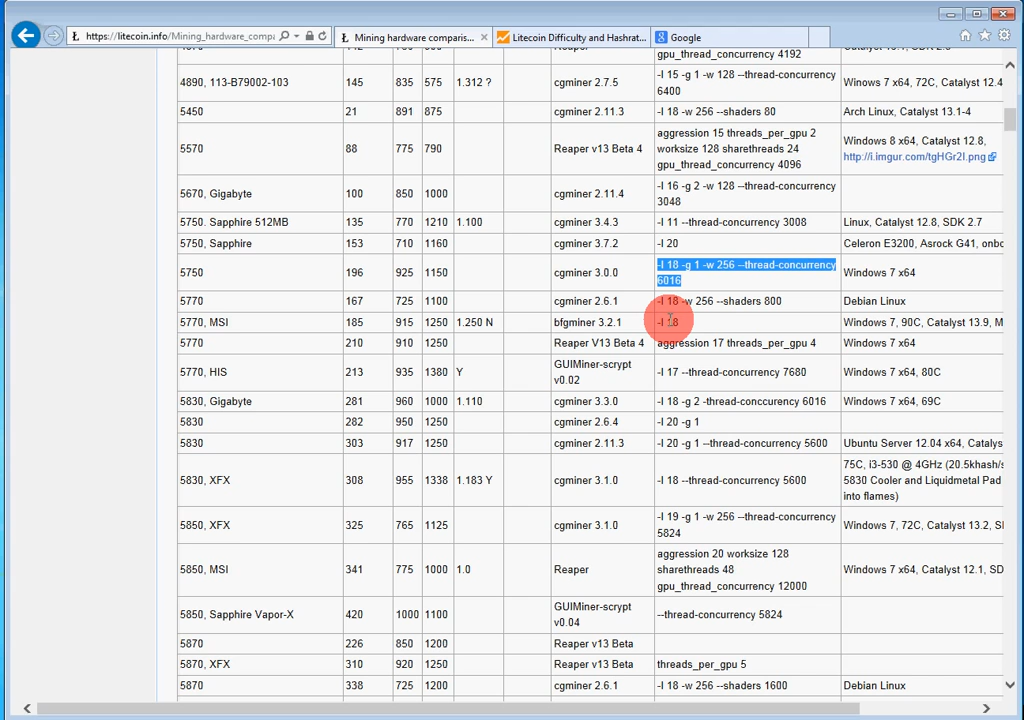 https://litecoin.info/Mining_hardware_compa
Mining hardware comparis...
Litecoin Difficulty and Hashrat...
Google
gpu_thread_concurrency 4192
4890, 113-B79002-103 145 835 575 1.312 ? cgminer 2.7.5 -I 15 -g 1 -w 128 --thread-concurrency Winows 7 x64, 72C, Catalyst 12.4
6400
5450 21 891 875 cgminer 2.11.3 -I 18 -w 256 --shaders 80 Arch Linux, Catalyst 13.1-4
aggression 15 threads_per_gpu 2
5570 88 775 790 Reaper v13 Beta 4 worksize 128 sharethreads 24 Windows 8 x64, Catalyst 12.8,
gpu_thread_concurrency 4096 http://i.imgur.com/tgHGr2I.png
5670, Gigabyte 100 850 1000 cgminer 2.11.4 -I 16 -g 2 -w 128 --thread-concurrency
3048
5750. Sapphire 512MB 135 770 1210 1.100 cgminer 3.4.3 -I 11 --thread-concurrency 3008 Linux, Catalyst 12.8, SDK 2.7
5750, Sapphire 153 710 1160 cgminer 3.7.2 -I 20 Celeron E3200, Asrock G41, onbo
5750 196 925 1150 cgminer 3.0.0 -I 18 -g 1 -w 256 --thread-concurrency Windows 7 x64
6016
5770 167 725 1100 cgminer 2.6.1 -I 18 -w 256 --shaders 800 Debian Linux
5770, MSI 185 915 1250 1.250 N bfgminer 3.2.1 -I 18 Windows 7, 90C, Catalyst 13.9, M
5770 210 910 1250 Reaper V13 Beta 4 aggression 17 threads_per_gpu 4 Windows 7 x64
5770, HIS 213 935 1380 Y GUIMiner-scrypt -I 17 --thread-concurrency 7680 Windows 7 x64, 80C
v0.02
5830, Gigabyte 281 960 1000 1.110 cgminer 3.3.0 -I 18 -g 2 -thread-conccurency 6016 Windows 7 x64, 69C
5830 282 950 1250 cgminer 2.6.4 -I 20 -g 1
5830 303 917 1250 cgminer 2.11.3 -I 20 -g 1 --thread-concurrency 5600 Ubuntu Server 12.04 x64, Catalys
75C, i3-530 @ 4GHz (20.5khash/s
5830, XFX 308 955 1338 1.183 Y cgminer 3.1.0 -I 18 --thread-concurrency 5600 5830 Cooler and Liquidmetal Pad
into flames)
5850, XFX 325 765 1125 cgminer 3.1.0 -I 19 -g 1 -w 256 --thread-concurrency Windows 7, 72C, Catalyst 13.2, S
5824
aggression 20 worksize 128
5850, MSI 341 775 1000 1.0 Reaper sharethreads 48 Windows 7 x64, Catalyst 12.1, SD
gpu_thread_concurrency 12000
5850, Sapphire Vapor-X 420 1000 1100 GUIMiner-scrypt --thread-concurrency 5824
v0.04
5870 226 850 1200 Reaper v13 Beta
5870, XFX 310 920 1250 Reaper v13 Beta threads_per_gpu 5
5870 338 725 1200 cgminer 2.6.1 -I 18 -w 256 --shaders 1600 Debian Linux